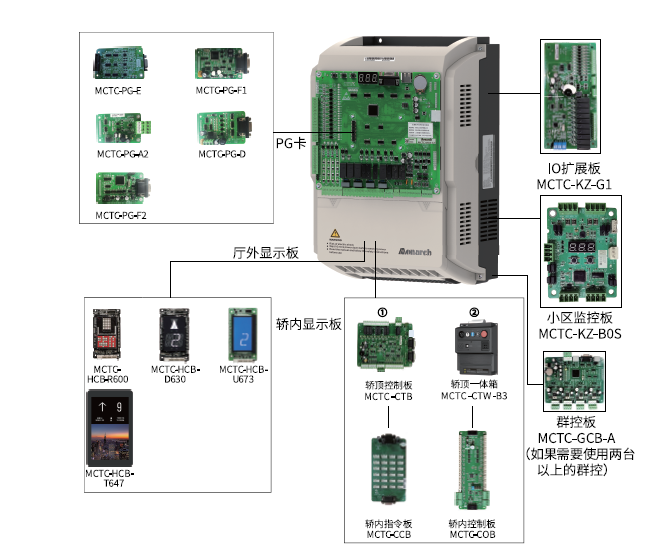 MCTC-PG-E
MCTC-PG-F1
MCTC-PG-A2
MCTC-PG-D
MCTC-PG-F2
PG卡
Monarch
IO扩展板
MCTC-KZ-G1
小区监控板
MCTC-KZ-B0S
群控板
MCTC-GCB-A
（如果需要使用两台
以上的群控）
厅外显示板
轿内显示板
MCTC-
HCB-R600
MCTC-HCB-
D630
MCTC-HCB-
U673
MCTC-HCB-
T647
①
②
轿顶控制板
MCTC-CTB
轿顶一体箱
MCTC-CTW-B3
轿内指令板
MCTC-CCB
轿内控制板
MCTC-COB